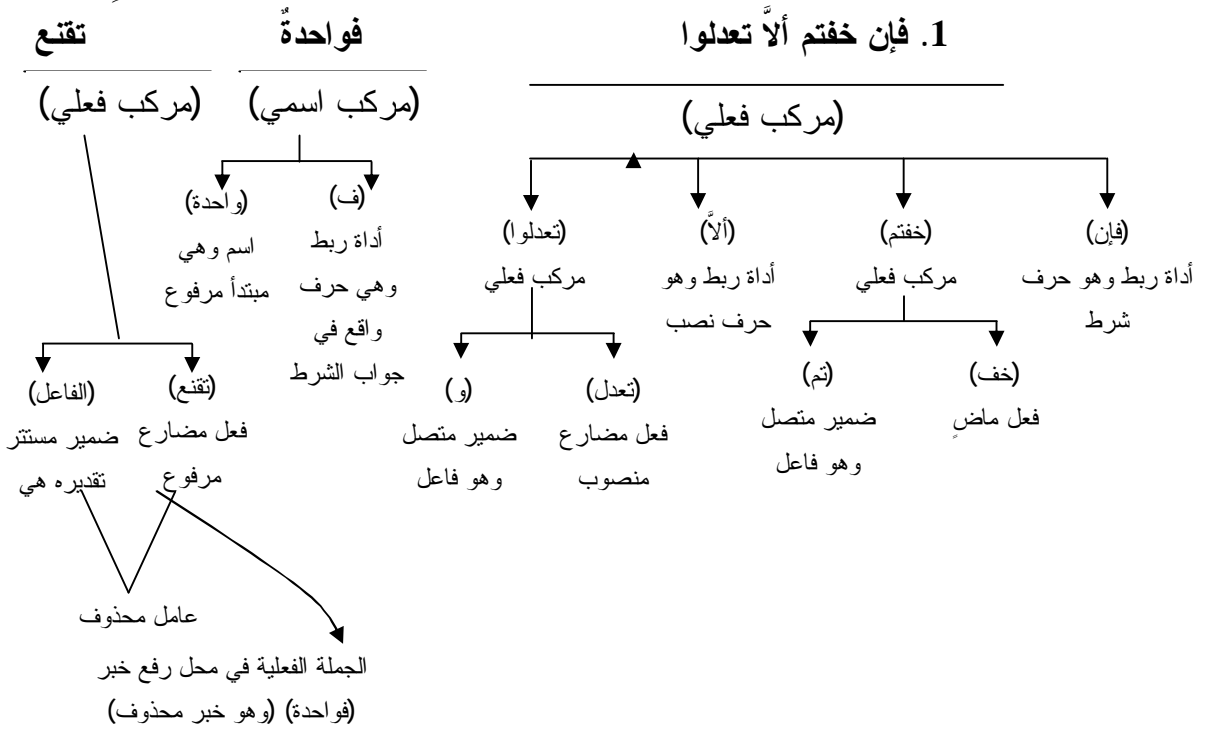 1. فإن خفتم ألاَّ تعدلوا فواحدةٌ تقنع
(مركب فعلي) (مركب اسمي) (مركب فعلي)
(فإن) (خفتم) (ألاَّ) (تعدلوا) (ف) (واحدة)
أداة ربط وهو حرف مركب فعلي أداة ربط وهو مركب فعلي أداة ربط اسم وهي
شرط حرف نصب وهي حرف مبتدأ مرفوع
واقع في
جواب الشرط
(خف) (تم) (تعدل) (و) (تقنع) (الفاعل)
فعل ماضٍ ضمير متصل فعل مضارع ضمير متصل فعل مضارع ضمير مستتر
وهو فاعل منصوب وهو فاعل مرفوع تقديره هي
عامل محذوف
الجملة الفعلية في محل رفع خبر
(فواحدة) (وهو خبر محذوف)